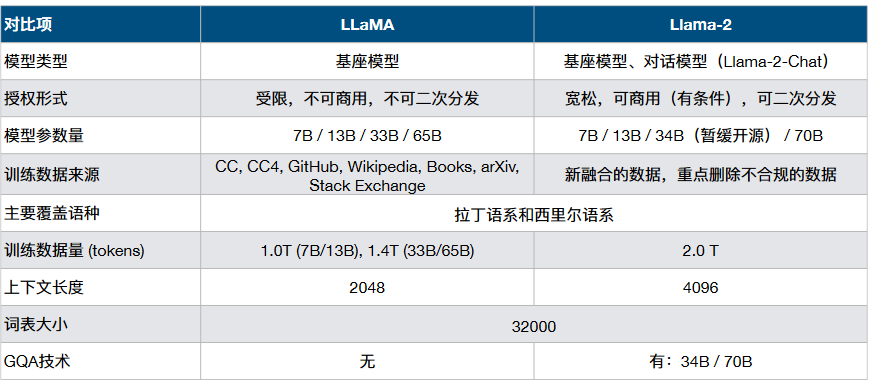 对比项 LLaMA Llama-2
模型类型 基座模型 基座模型、对话模型（Llama-2-Chat）
授权形式 受限，不可商用，不可二次分发 宽松，可商用（有条件），可二次分发
模型参数量 7B / 13B / 33B / 65B 7B / 13B / 34B（暂缓开源） / 70B
训练数据来源 CC, CC4, GitHub, Wikipedia, Books, arXiv,
Stack Exchange 新融合的数据，重点删除不合规的数据
主要覆盖语种 拉丁语系和西里尔语系
训练数据量 (tokens) 1.0T (7B/13B), 1.4T (33B/65B) 2.0 T
上下文长度 2048 4096
词表大小 32000
GQA技术 无 有：34B / 70B